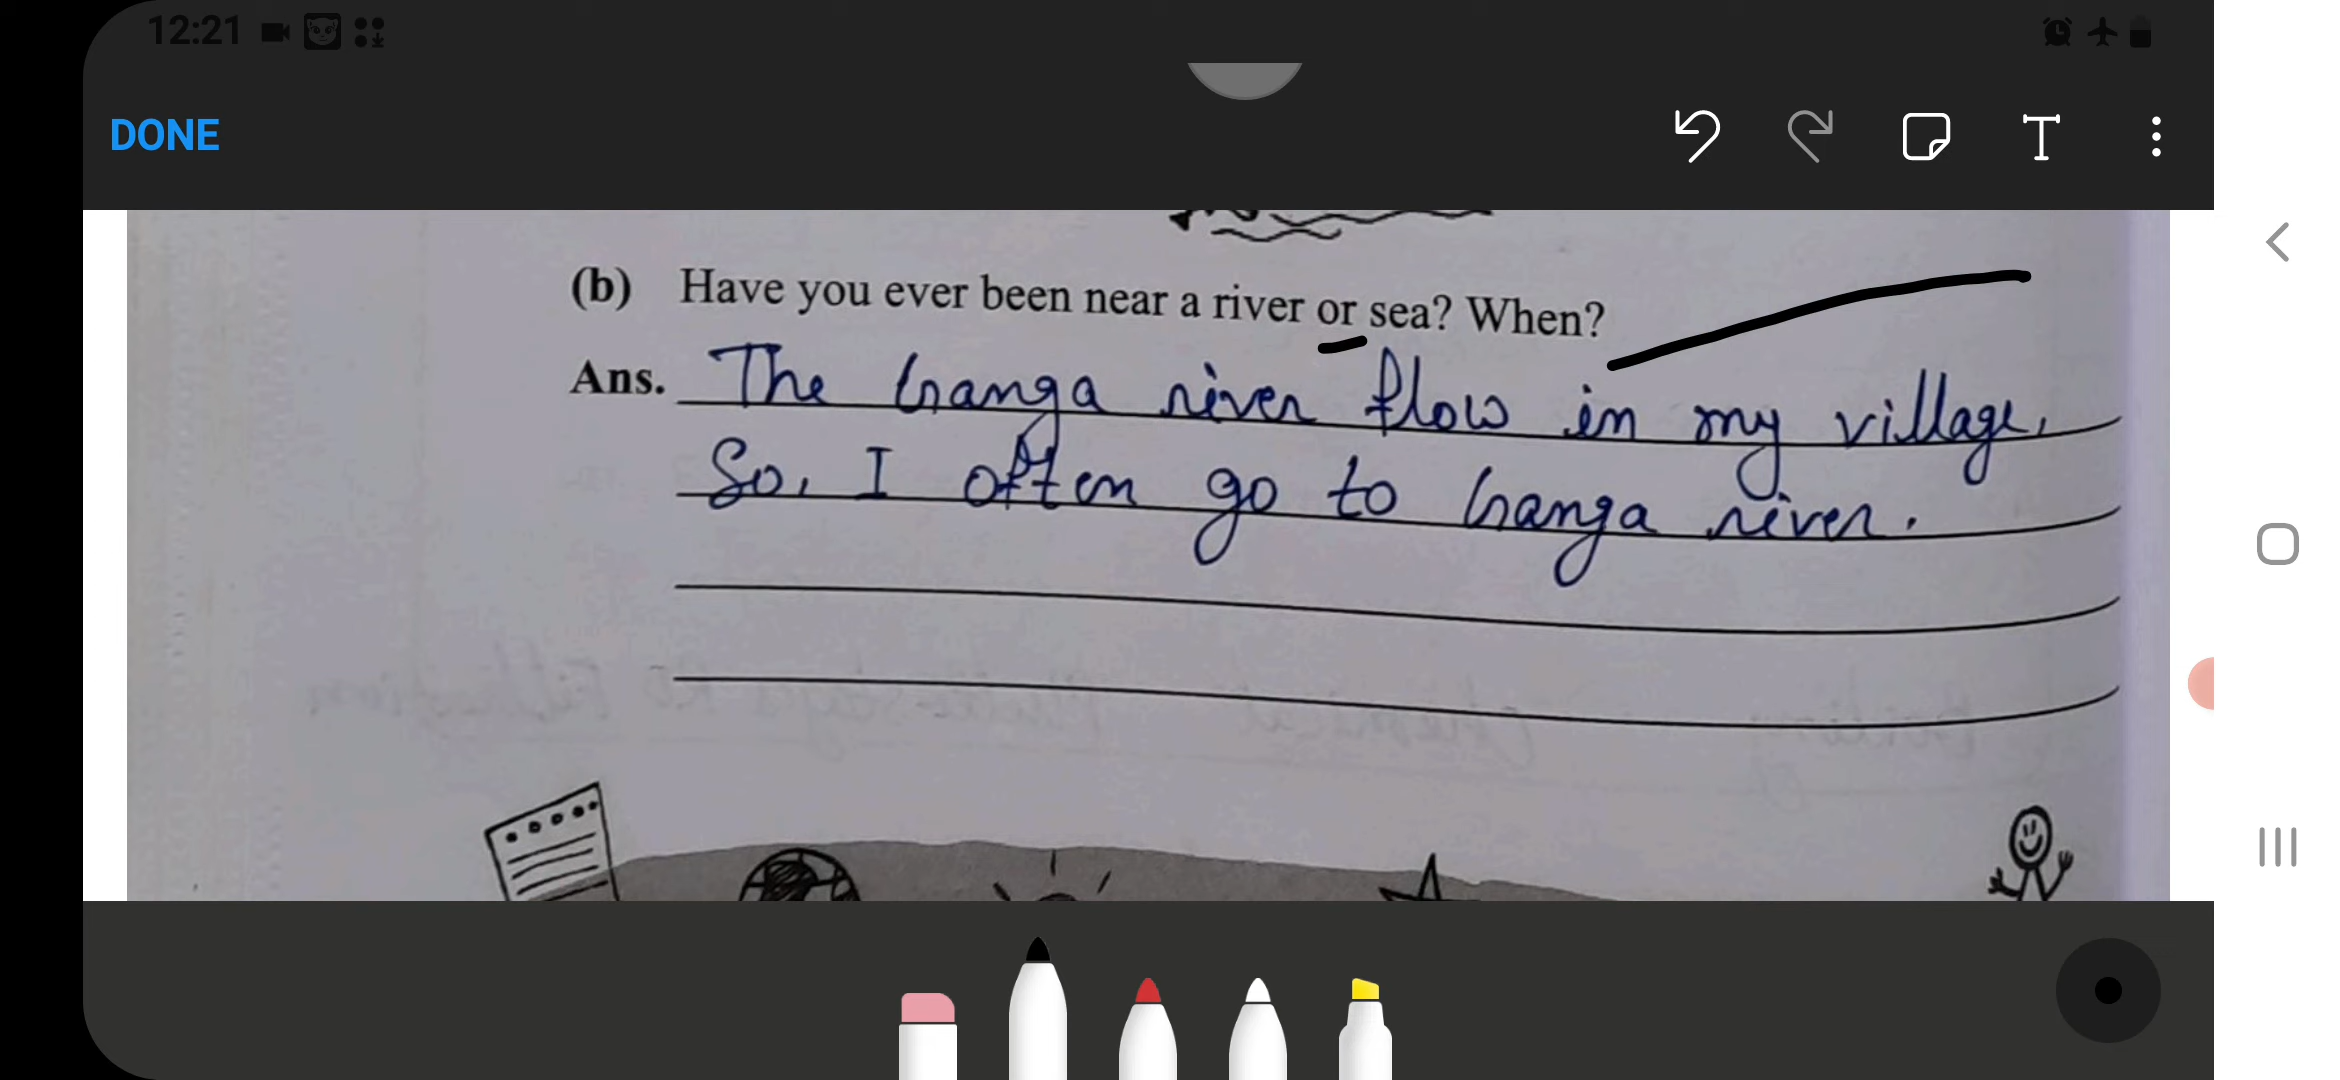 12:21
DONE
T
(b) Have you ever been near a river or sea? When?
Ans. The Ganga river flow in my village,
So, I often go to Ganga river.